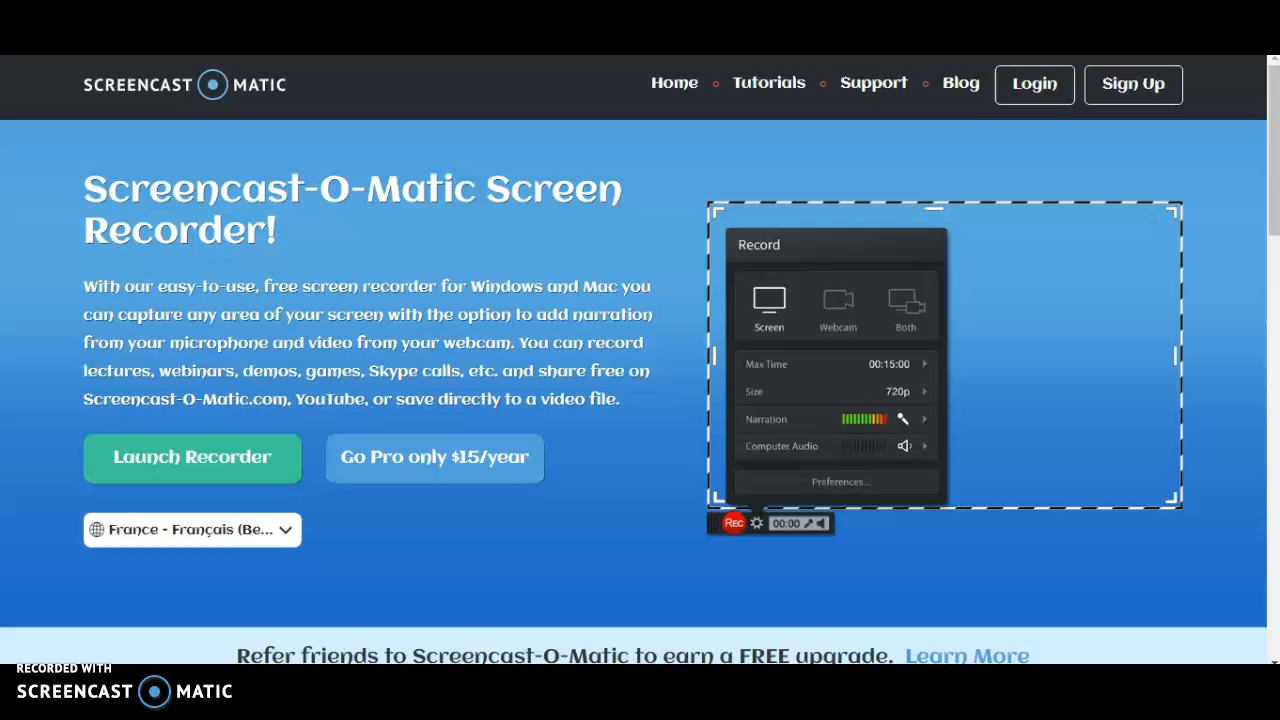 SCREENCAST MATIC
Home Tutorials Support Blog Login Sign Up
Screencast-O-Matic Screen
Recorder!
With our easy-to-use, free screen recorder for Windows and Mac you
can capture any area of your screen with the option to add narration
from your microphone and video from your webcam. You can record
lectures, webinars, demos, games, Skype calls, etc. and share free on
Screencast-O-Matic.com, YouTube, or save directly to a video file.
Launch Recorder Go Pro only $15/year
France - Français (Be...
Record
Screen Webcam Both
Max Time 00:15:00
Size 720p
Narration
Computer Audio
Preferences...
REC 00:00
Refer friends to Screencast-O-Matic to earn a FREE upgrade. Learn More
RECORDED WITH
SCREENCAST MATIC